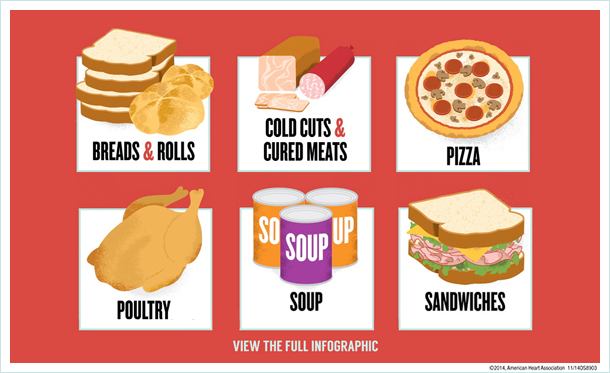 BREADS & ROLLS
COLD CUTS &
CURED MEATS
PIZZA
POULTRY
SO
SOUP
UP
SOUP
SANDWICHES
VIEW THE FULL INFOGRAPHIC
©2014, American Heart Association 11/14DS8903